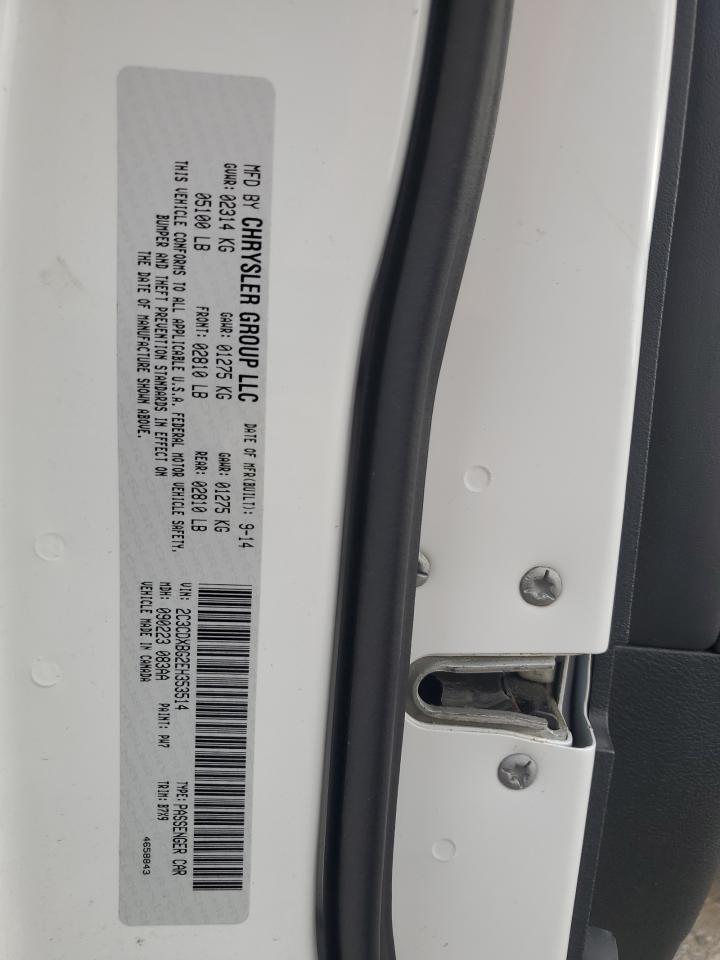 MFD BY CHRYSLER GROUP LLC DATE OF MFR(BUILT): 9-14
GVWR: 02314 KG GAWR: 01275 KG GAWR: 01275 KG
05100 LB FRONT: 02810 LB REAR: 02810 LB
THIS VEHICLE CONFORMS TO ALL APPLICABLE U.S.A. FEDERAL MOTOR VEHICLE SAFETY,
BUMPER AND THEFT PREVENTION STANDARDS IN EFFECT ON
THE DATE OF MANUFACTURE SHOWN ABOVE.
VIN: 2C3CDXBG2EH353514 TYPE: PASSENGER CAR
MDH: 090223 083AA PAINT: PW7 TRIM: B7X9
VEHICLE MADE IN CANADA 4658843